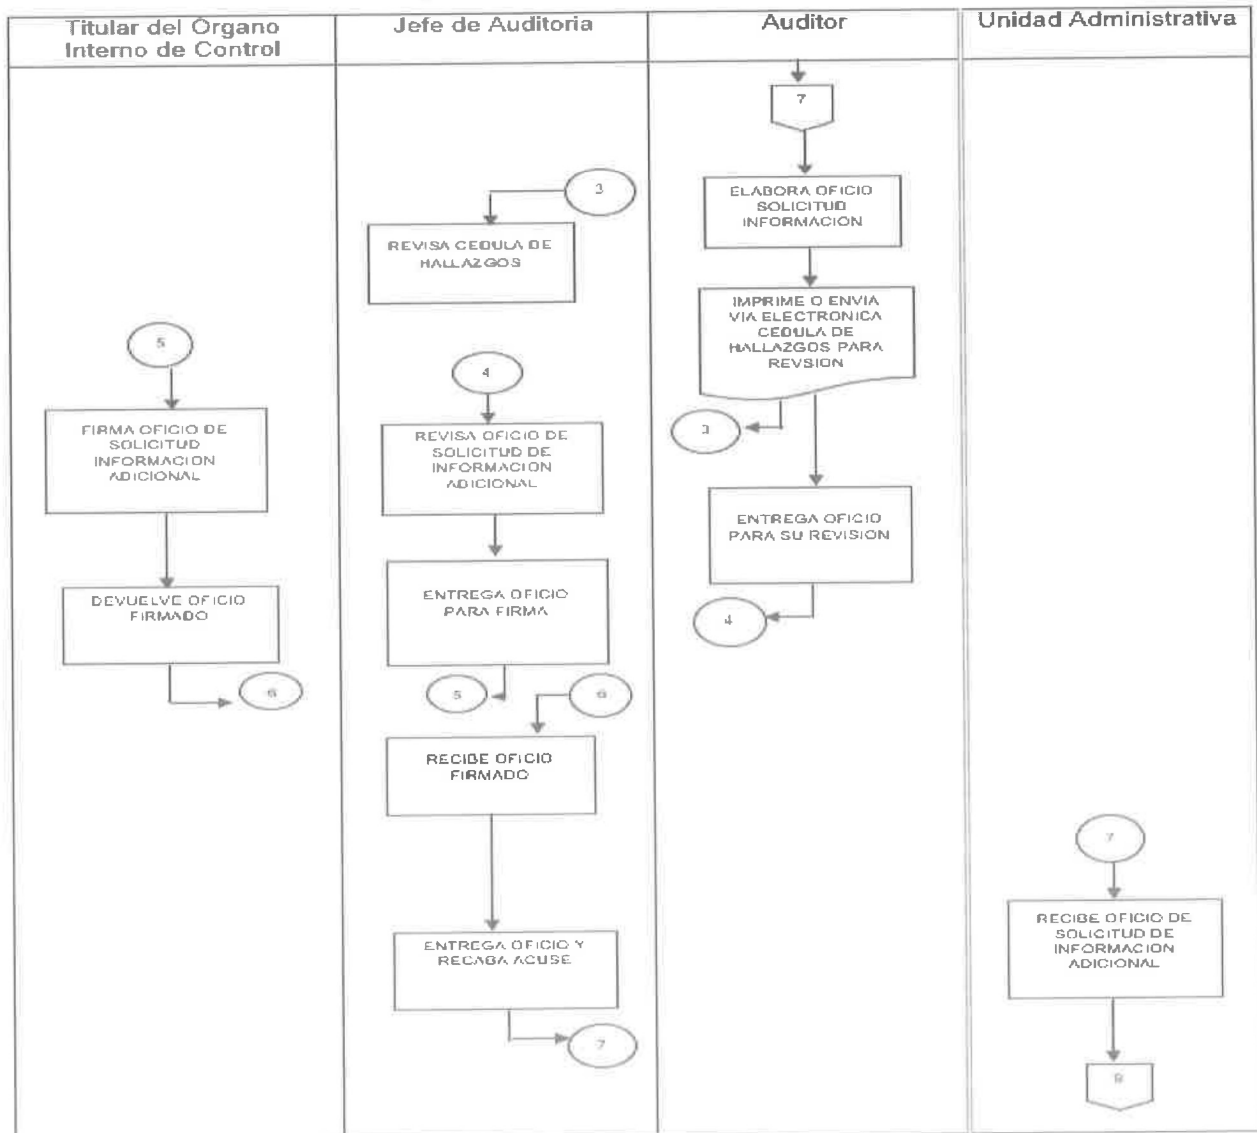 Titular del Organo
Interno de Control
Jefe de Auditoria
Auditor
Unidad Administrativa
7
ELABORA OFICIO
SOLICITUD
INFORMACION
3
REVISA CEDULA DE
HALLAZGOS
IMPRIME O ENVIA
VIA ELECTRONICA
CEDULA DE
HALLAZGOS PARA
REVSION
5
4
3
FIRMA OFICIO DE
SOLICITUD
INFORMACION
ADICIONAL
REVISA OFICIO DE
SOLICITUD DE
INFORMACION
ADICIONAL
ENTREGA OFICIO
PARA SU REVISION
DEVUELVE OFICIO
FIRMADO
ENTREGA OFICIO
PARA FIRMA
4
6
5
6
RECIBE OFICIO
FIRMADO
7
RECIBE OFICIO DE
SOLICITUD DE
INFORMACION
ADICIONAL
ENTREGA OFICIO Y
RECABA ACUSE
7